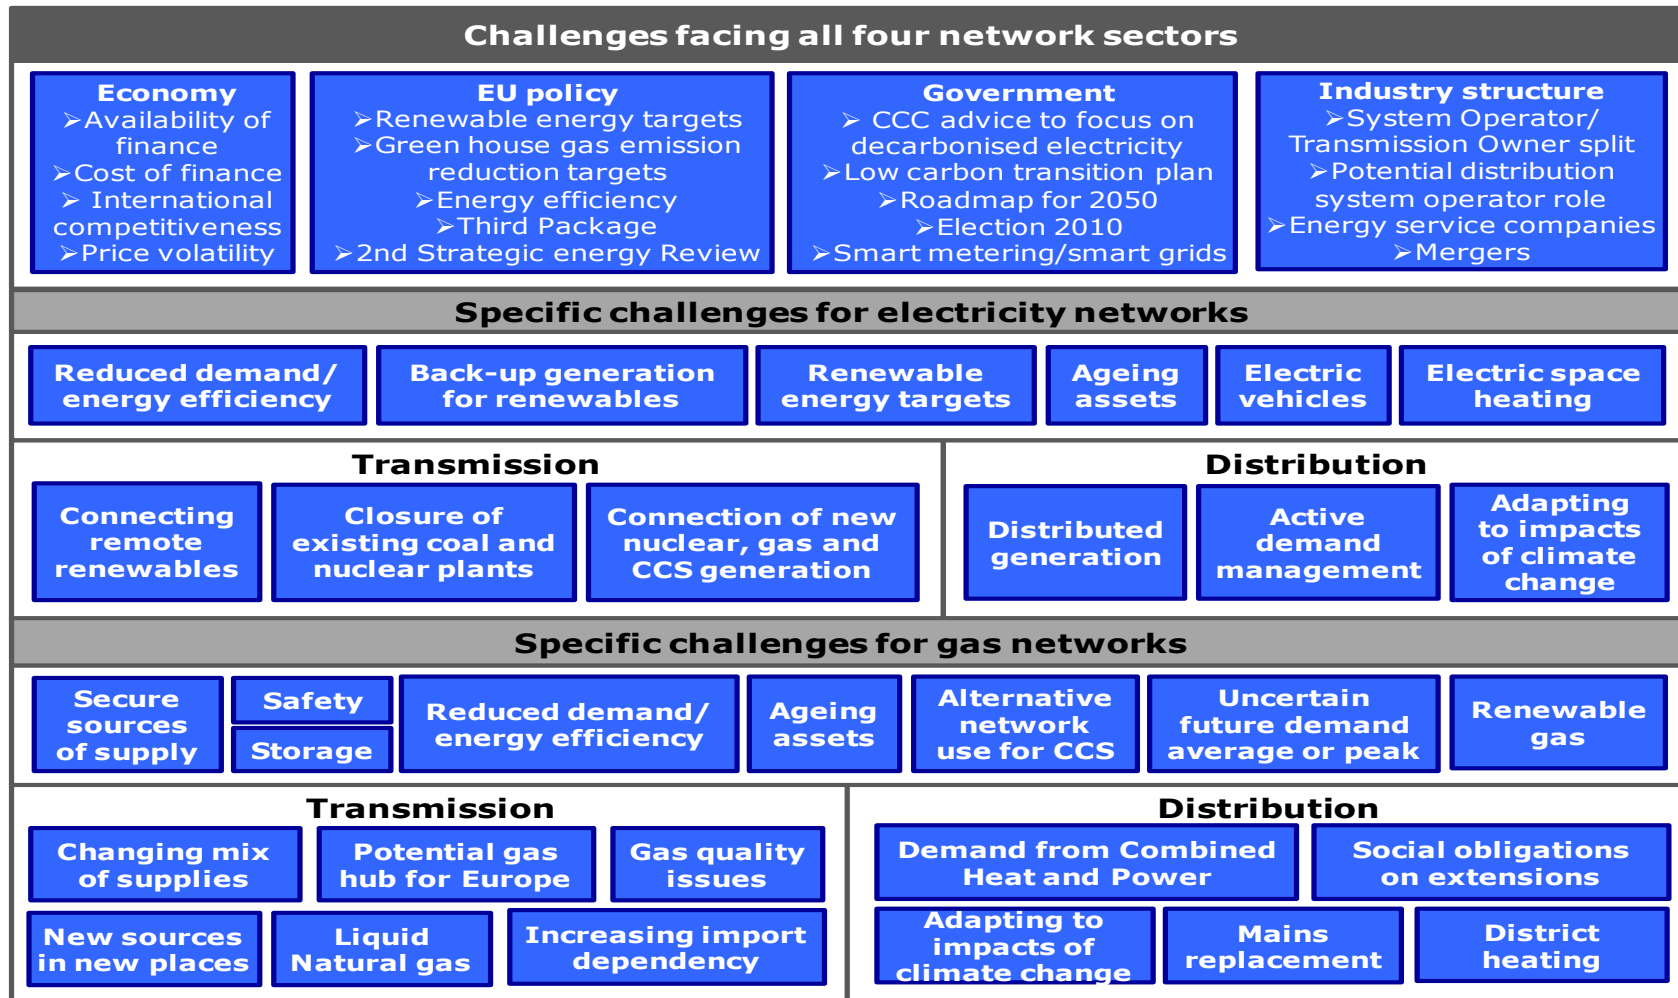 Challenges facing all four network sectors
Economy
➢Availability of
finance
➢Cost of finance
➢ International
competitiveness
➢Price volatility
EU policy
➢Renewable energy targets
➢Green house gas emission
reduction targets
➢Energy efficiency
➢Third Package
➢2nd Strategic energy Review
Government
➢ CCC advice to focus on
decarbonised electricity
➢Low carbon transition plan
➢Roadmap for 2050
➢Election 2010
➢Smart metering/smart grids
Industry structure
➢System Operator/
Transmission Owner split
➢Potential distribution
system operator role
➢Energy service companies
➢Mergers
Specific challenges for electricity networks
Reduced demand/
energy efficiency
Back-up generation
for renewables
Renewable
energy targets
Ageing
assets
Electric
vehicles
Electric space
heating
Transmission
Connecting
remote
renewables
Closure of
existing coal and
nuclear plants
Connection of new
nuclear, gas and
CCS generation
Distribution
Distributed
generation
Active
demand
management
Adapting
to impacts
of climate
change
Specific challenges for gas networks
Secure
sources
of supply
Safety
Storage
Reduced demand/
energy efficiency
Ageing
assets
Alternative
network
use for CCS
Uncertain
future demand
average or peak
Renewable
gas
Transmission
Changing mix
of supplies
Potential gas
hub for Europe
Gas quality
issues
New sources
in new places
Liquid
Natural gas
Increasing import
dependency
Distribution
Demand from Combined
Heat and Power
Social obligations
on extensions
Adapting to
impacts of
climate change
Mains
replacement
District
heating